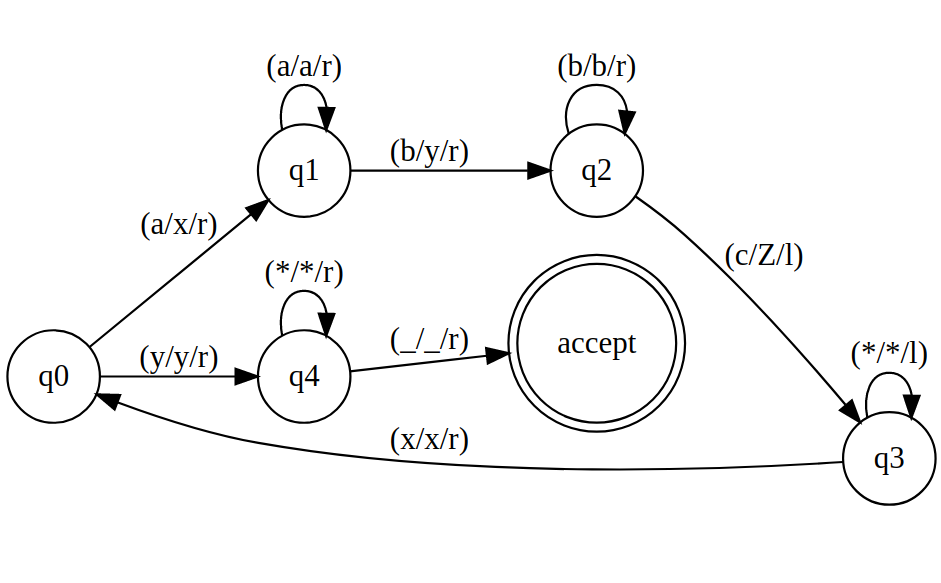 (a/a/r)
(b/b/r)
(b/y/r)
q1
q2
(a/x/r)
(c/Z/l)
(*/*/r)
(_/_/r)
accept
(y/y/r)
(*/*/l)
q0
q4
(x/x/r)
q3